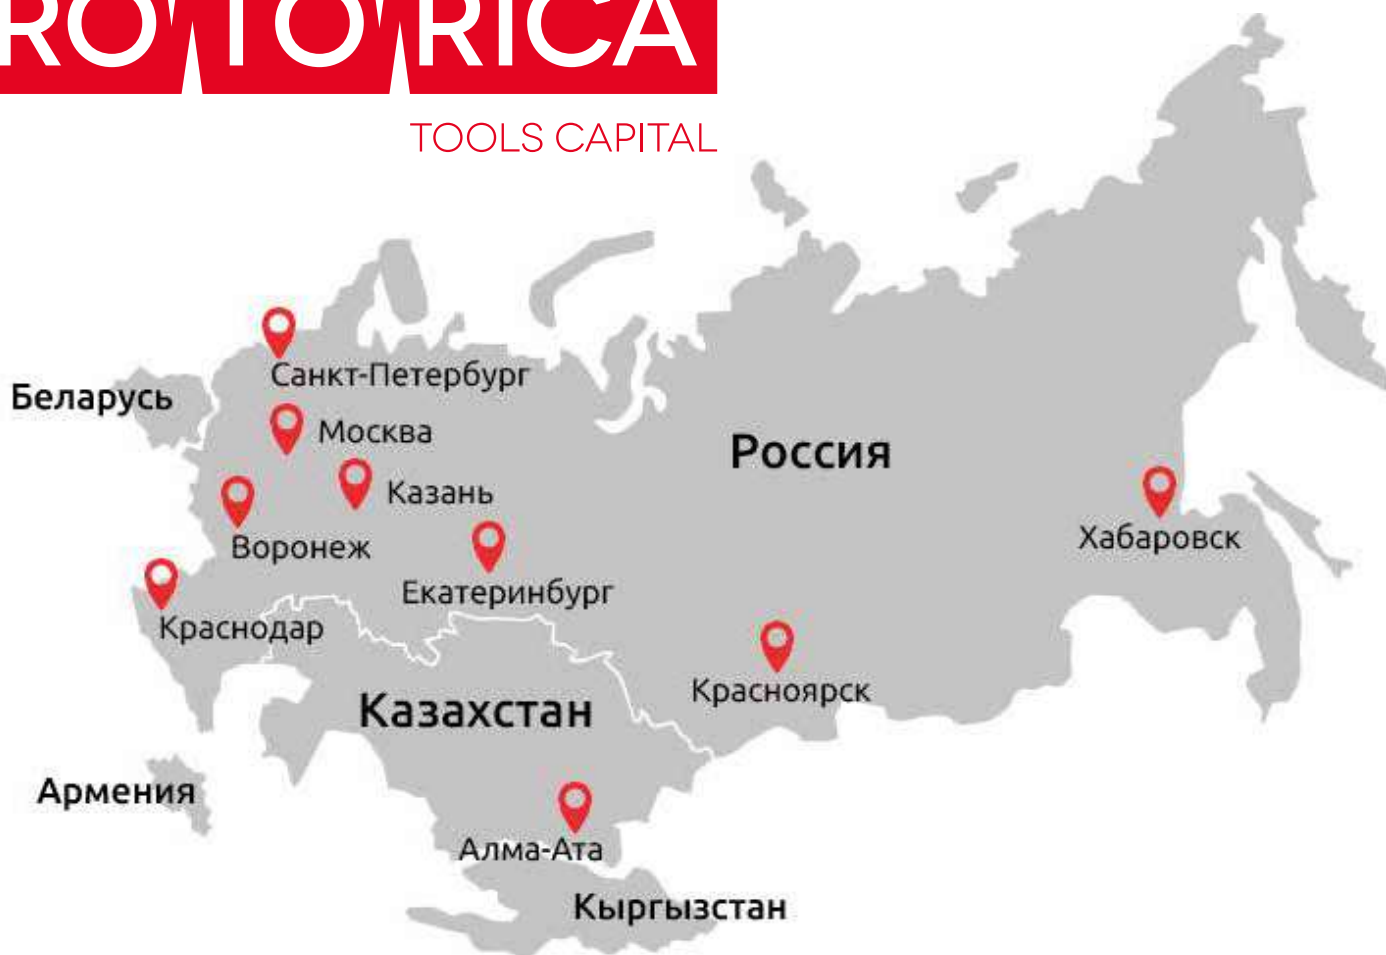 ROTORICA
TOOLS CAPITAL
Санкт-Петербург
Беларусь
Москва
Россия
Казань
Воронеж
Хабаровск
Екатеринбург
Краснодар
Красноярск
Казахстан
Армения
Алма-Ата
Кыргызстан